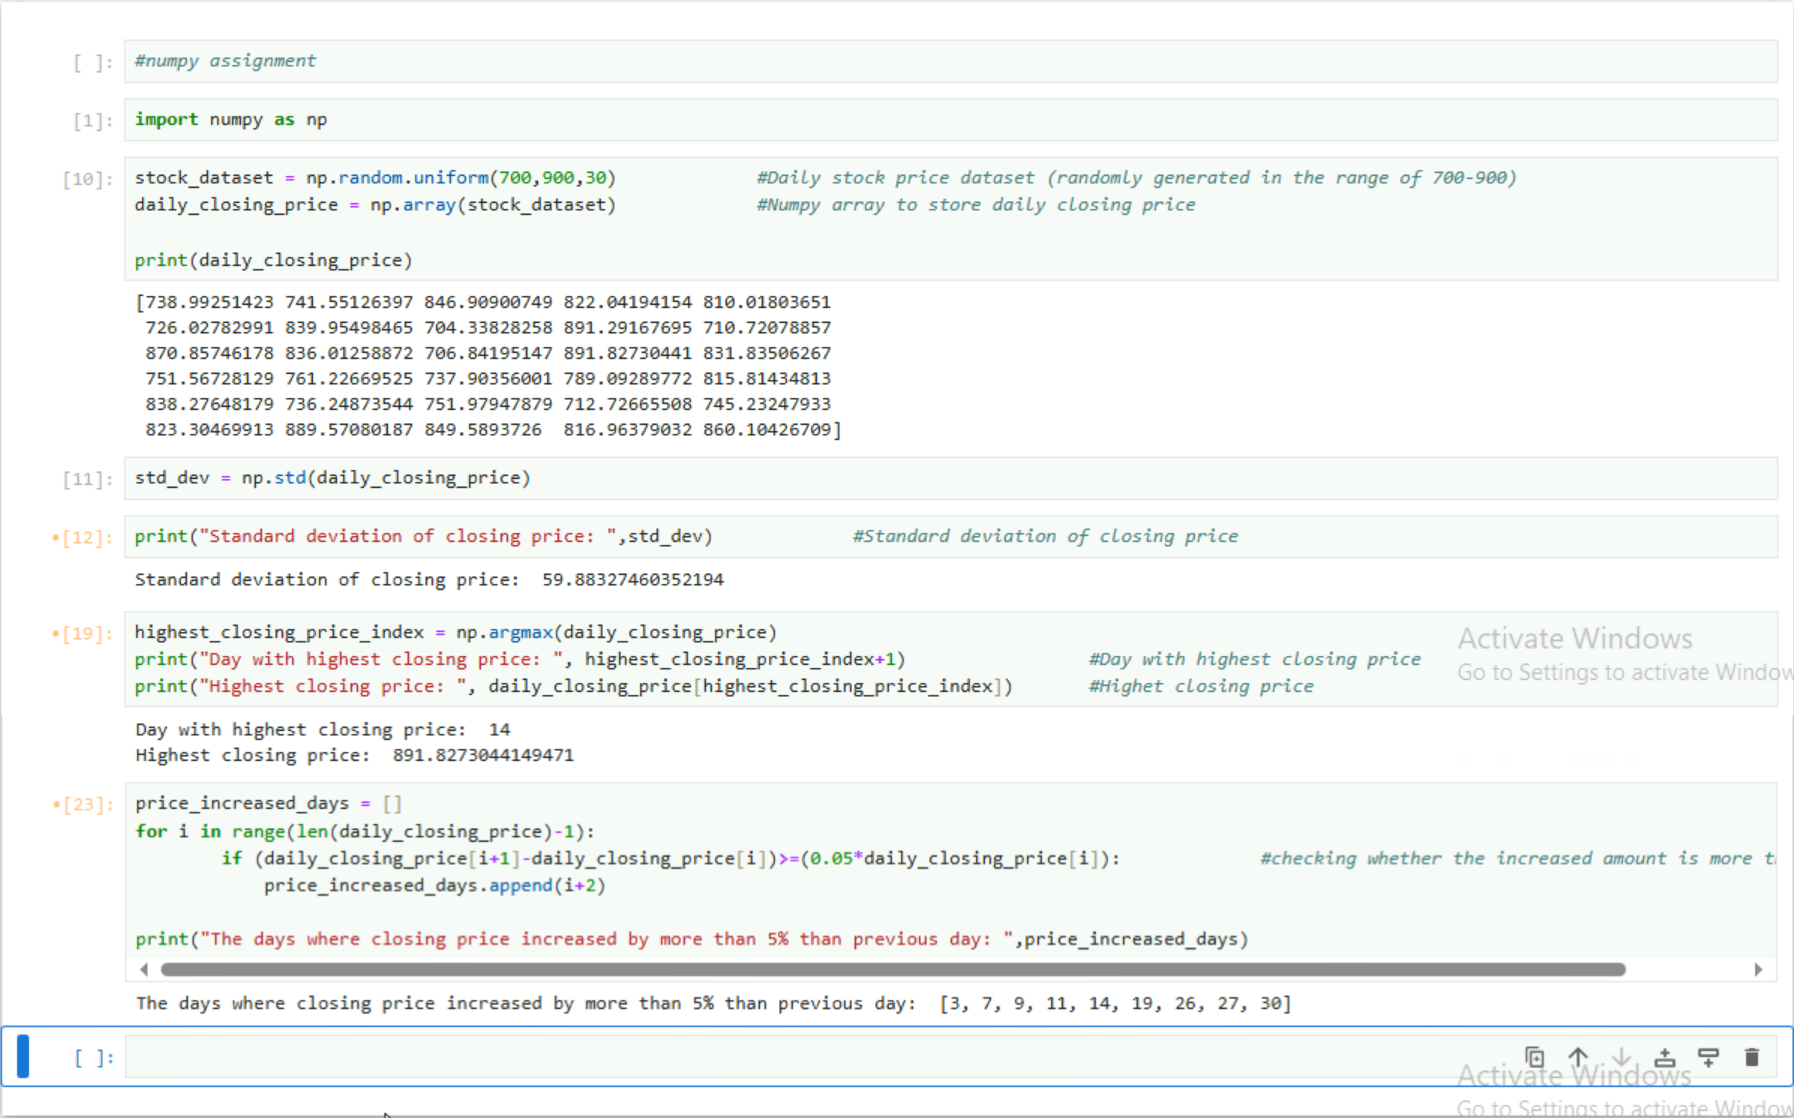 [ ]: #numpy assignment
[1]: import numpy as np
[10]: stock_dataset = np.random.uniform(700,900,30) #Daily stock price dataset (randomly generated in the range of 700-900)
daily_closing_price = np.array(stock_dataset) #Numpy array to store daily closing price
print(daily_closing_price)
[738.99251423 741.55126397 846.90900749 822.04194154 810.01803651
726.02782991 839.95498465 704.33828258 891.29167695 710.72078857
870.85746178 836.01258872 706.84195147 891.82730441 831.83506267
751.56728129 761.22669525 737.90356001 789.09289772 815.81434813
838.27648179 736.24873544 751.97947879 712.72665508 745.23247933
823.30469913 889.57080187 849.5893726 816.96379032 860.10426709]
[11]: std_dev = np.std(daily_closing_price)
•[12]: print("Standard deviation of closing price: ",std_dev) #Standard deviation of closing price
Standard deviation of closing price: 59.88327460352194
•[19]: highest_closing_price_index = np.argmax(daily_closing_price)
print("Day with highest closing price: ", highest_closing_price_index+1) #Day with highest closing price
print("Highest closing price: ", daily_closing_price[highest_closing_price_index]) #Highet closing price
Activate Windows
Go to Settings to activate Window
Day with highest closing price: 14
Highest closing price: 891.8273044149471
•[23]: price_increased_days = []
for i in range(len(daily_closing_price)-1):
if (daily_closing_price[i+1]-daily_closing_price[i])>=(0.05*daily_closing_price[i]): #checking whether the increased amount is more
price_increased_days.append(i+2)
print("The days where closing price increased by more than 5% than previous day: ",price_increased_days)
The days where closing price increased by more than 5% than previous day: [3, 7, 9, 11, 14, 19, 26, 27, 30]
[ ]:
Activate Windows
Go to Settings to activate Window